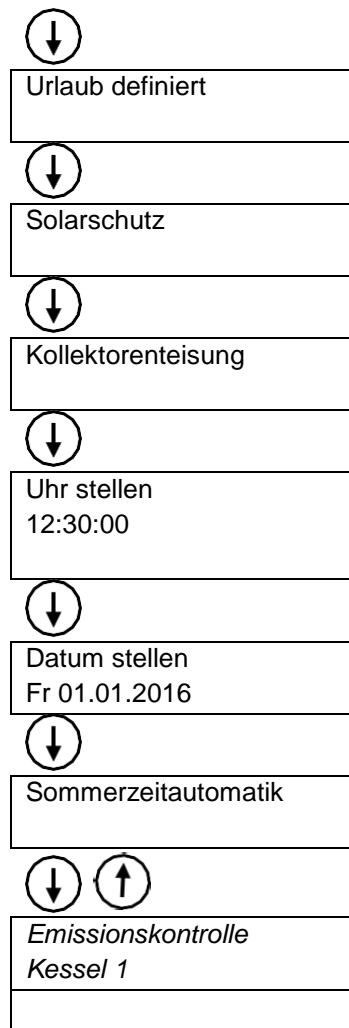 Urlaub definiert
Solarschutz
Kollektorenteisung
Uhr stellen
12:30:00
Datum stellen
Fr 01.01.2016
Sommerzeitautomatik
Emissionskontrolle
Kessel 1